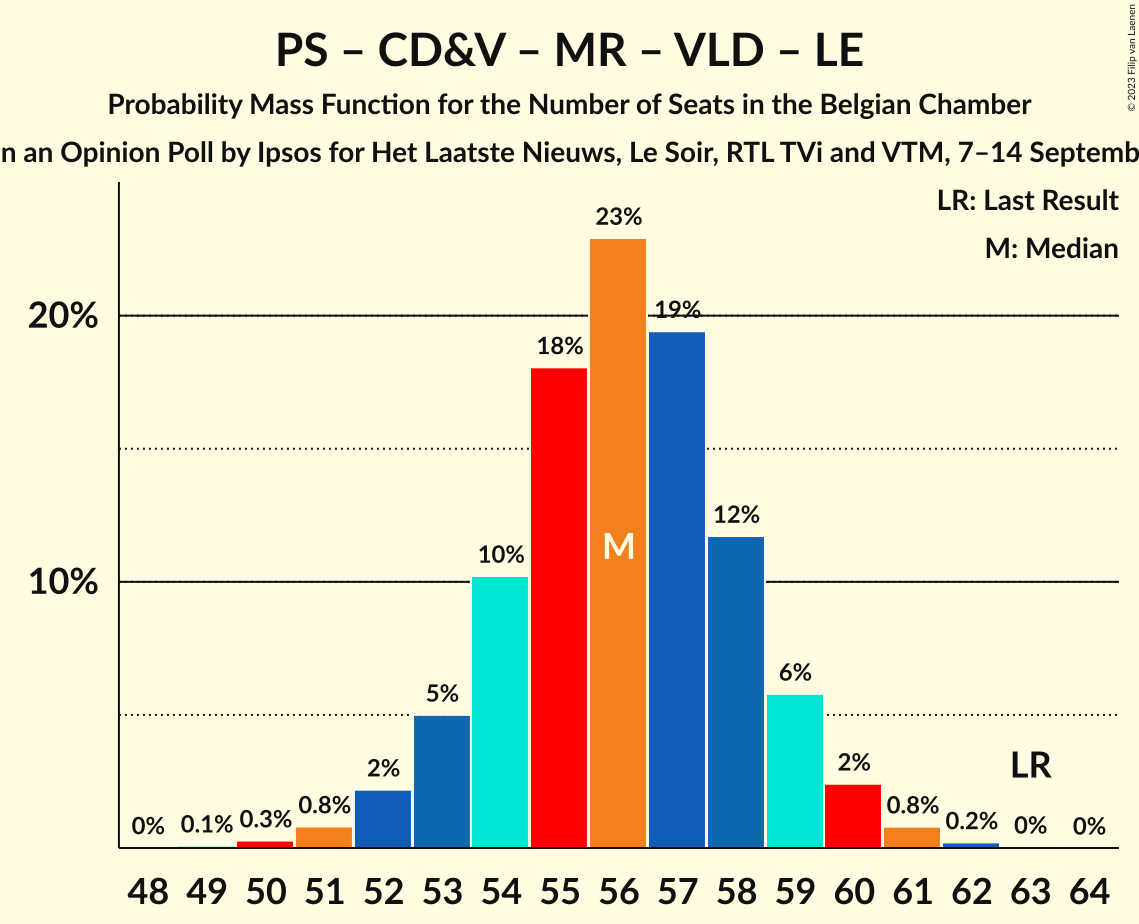 PS – CD&V – MR – VLD – LE
Probability Mass Function for the Number of Seats in the Belgian Chamber
n an Opinion Poll by Ipsos for Het Laatste Nieuws, Le Soir, RTL TVi and VTM, 7–14 Septemb
© 2023 Filip van Laenen
LR: Last Result
M: Median
20%
10%
0%
0.1%
0.3%
0.8%
2%
5%
10%
18%
23%
19%
12%
6%
2%
0.8%
0.2%
0%
0%
M
LR
48 49 50 51 52 53 54 55 56 57 58 59 60 61 62 63 64